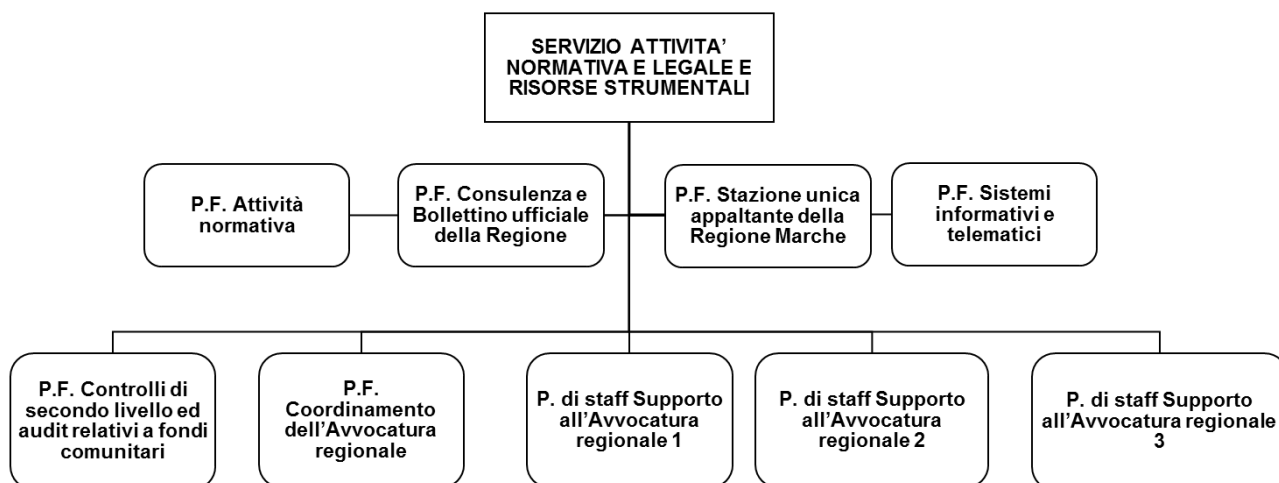 SERVIZIO ATTIVITA’
NORMATIVA E LEGALE E
RISORSE STRUMENTALI
P.F. Attività
normativa
P.F. Consulenza e
Bollettino ufficiale
della Regione
P.F. Stazione unica
appaltante della
Regione Marche
P.F. Sistemi
informativi e
telematici
P.F. Controlli di
secondo livello ed
audit relativi a fondi
comunitari
P.F.
Coordinamento
dell’Avvocatura
regionale
P. di staff Supporto
all’Avvocatura
regionale 1
P. di staff Supporto
all’Avvocatura
regionale 2
P. di staff Supporto
all’Avvocatura regionale
3